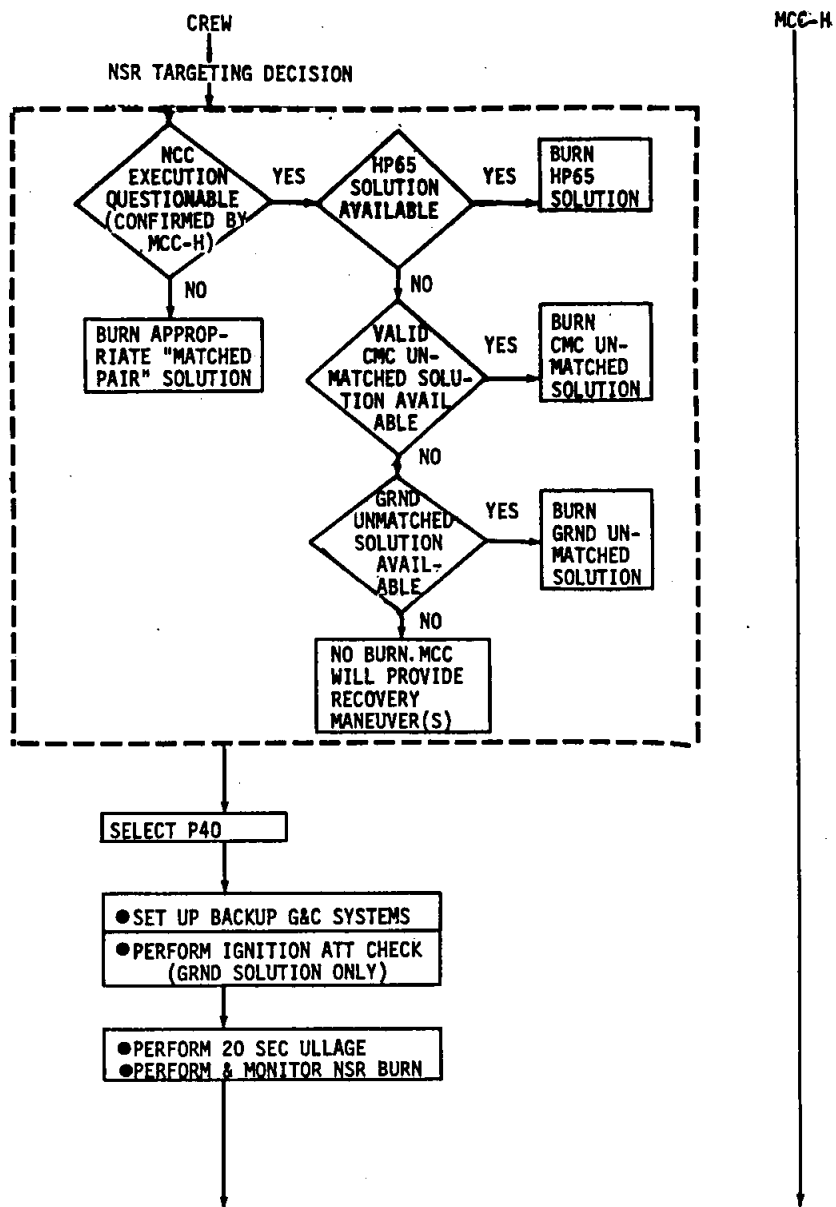 CREW
MCC-H
NSR TARGETING DECISION
NCC
EXECUTION
QUESTIONABLE
(CONFIRMED BY
MCC-H)
YES
HP65
SOLUTION
AVAILABLE
YES
BURN
HP65
SOLUTION
NO
NO
BURN APPROP-
RIATE "MATCHED
PAIR" SOLUTION
VALID
CMC UN-
MATCHED SOLU-
TION AVAIL
ABLE
YES
BURN
CMC UN-
MATCHED
SOLUTION
NO
GRND
UNMATCHED
SOLUTION
AVAIL-
ABLE
YES
BURN
GRND UN-
MATCHED
SOLUTION
NO
NO BURN. MCC
WILL PROVIDE
RECOVERY
MANEUVER(S)
SELECT P40
●SET UP BACKUP G&C SYSTEMS
●PERFORM IGNITION ATT CHECK
(GRND SOLUTION ONLY)
●PERFORM 20 SEC ULLAGE
●PERFORM & MONITOR NSR BURN